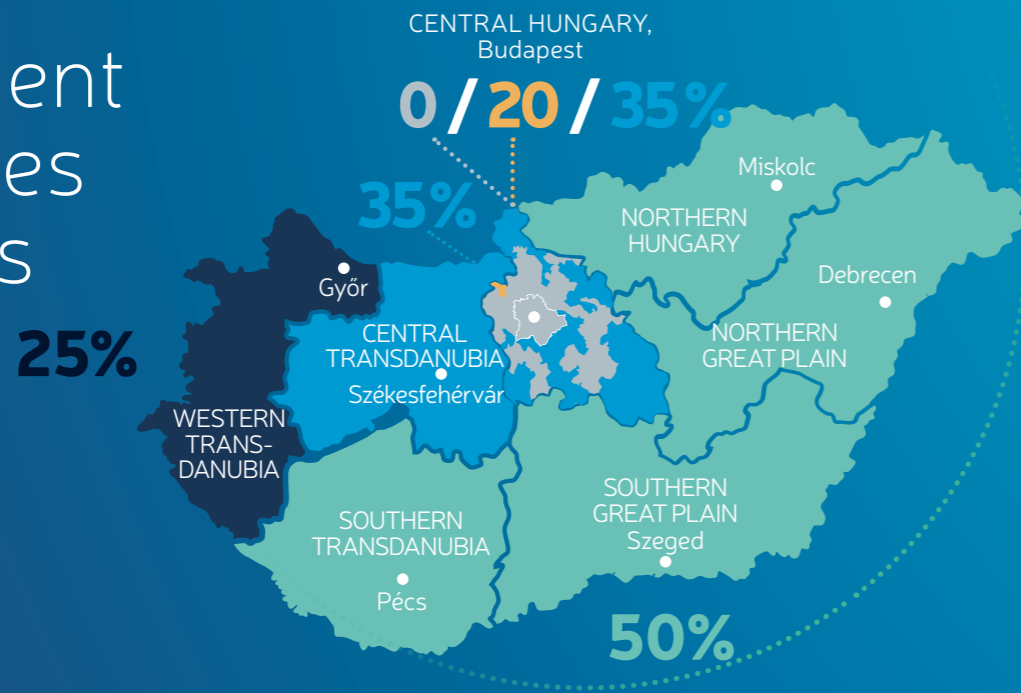 ent
es
s
CENTRAL HUNGARY,
Budapest
0 / 20 / 35%
35%
25%
Miskolc
NORTHERN
HUNGARY
Győr
Debrecen
CENTRAL
TRANSDANUBIA
Székesfehérvár
NORTHERN
GREAT PLAIN
WESTERN
TRANS-
DANUBIA
SOUTHERN
GREAT PLAIN
Szeged
SOUTHERN
TRANSDANUBIA
Pécs
50%